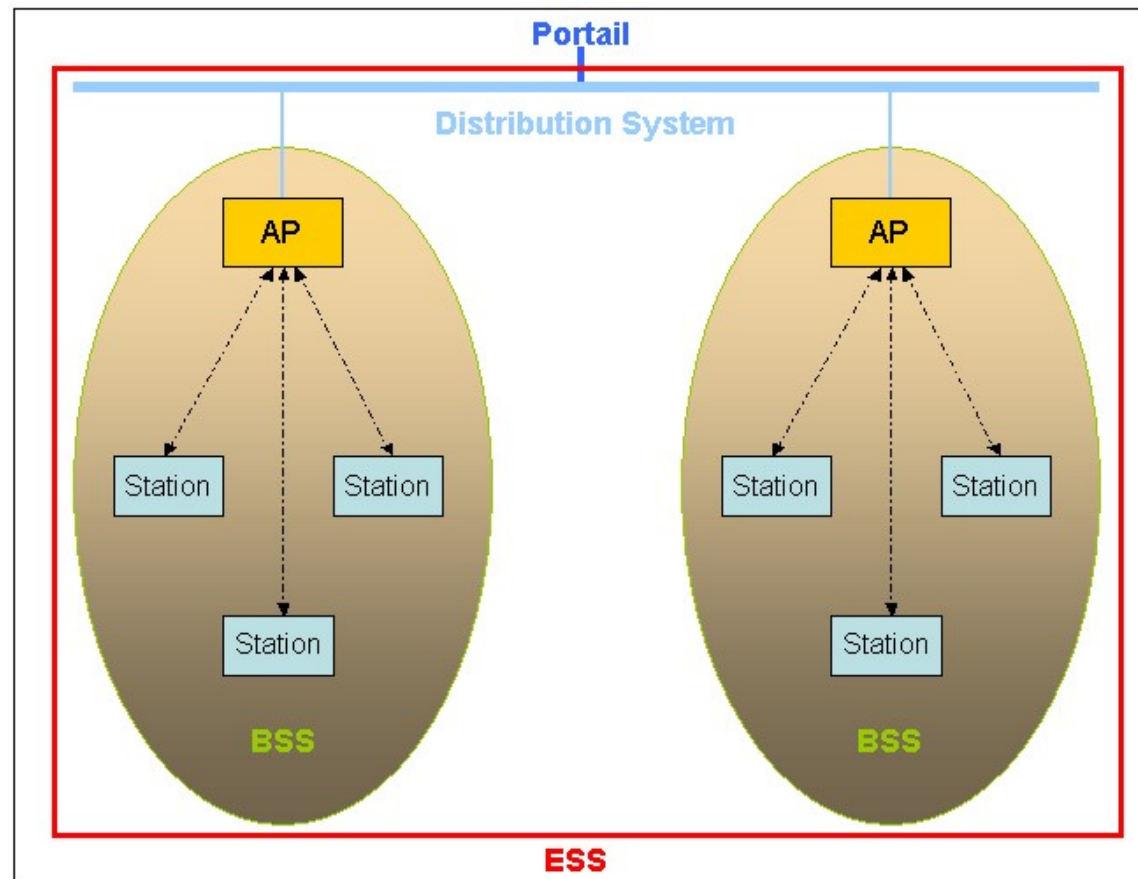 Portail
Distribution System
AP
AP
Station
Station
Station
Station
Station
Station
BSS
BSS
ESS